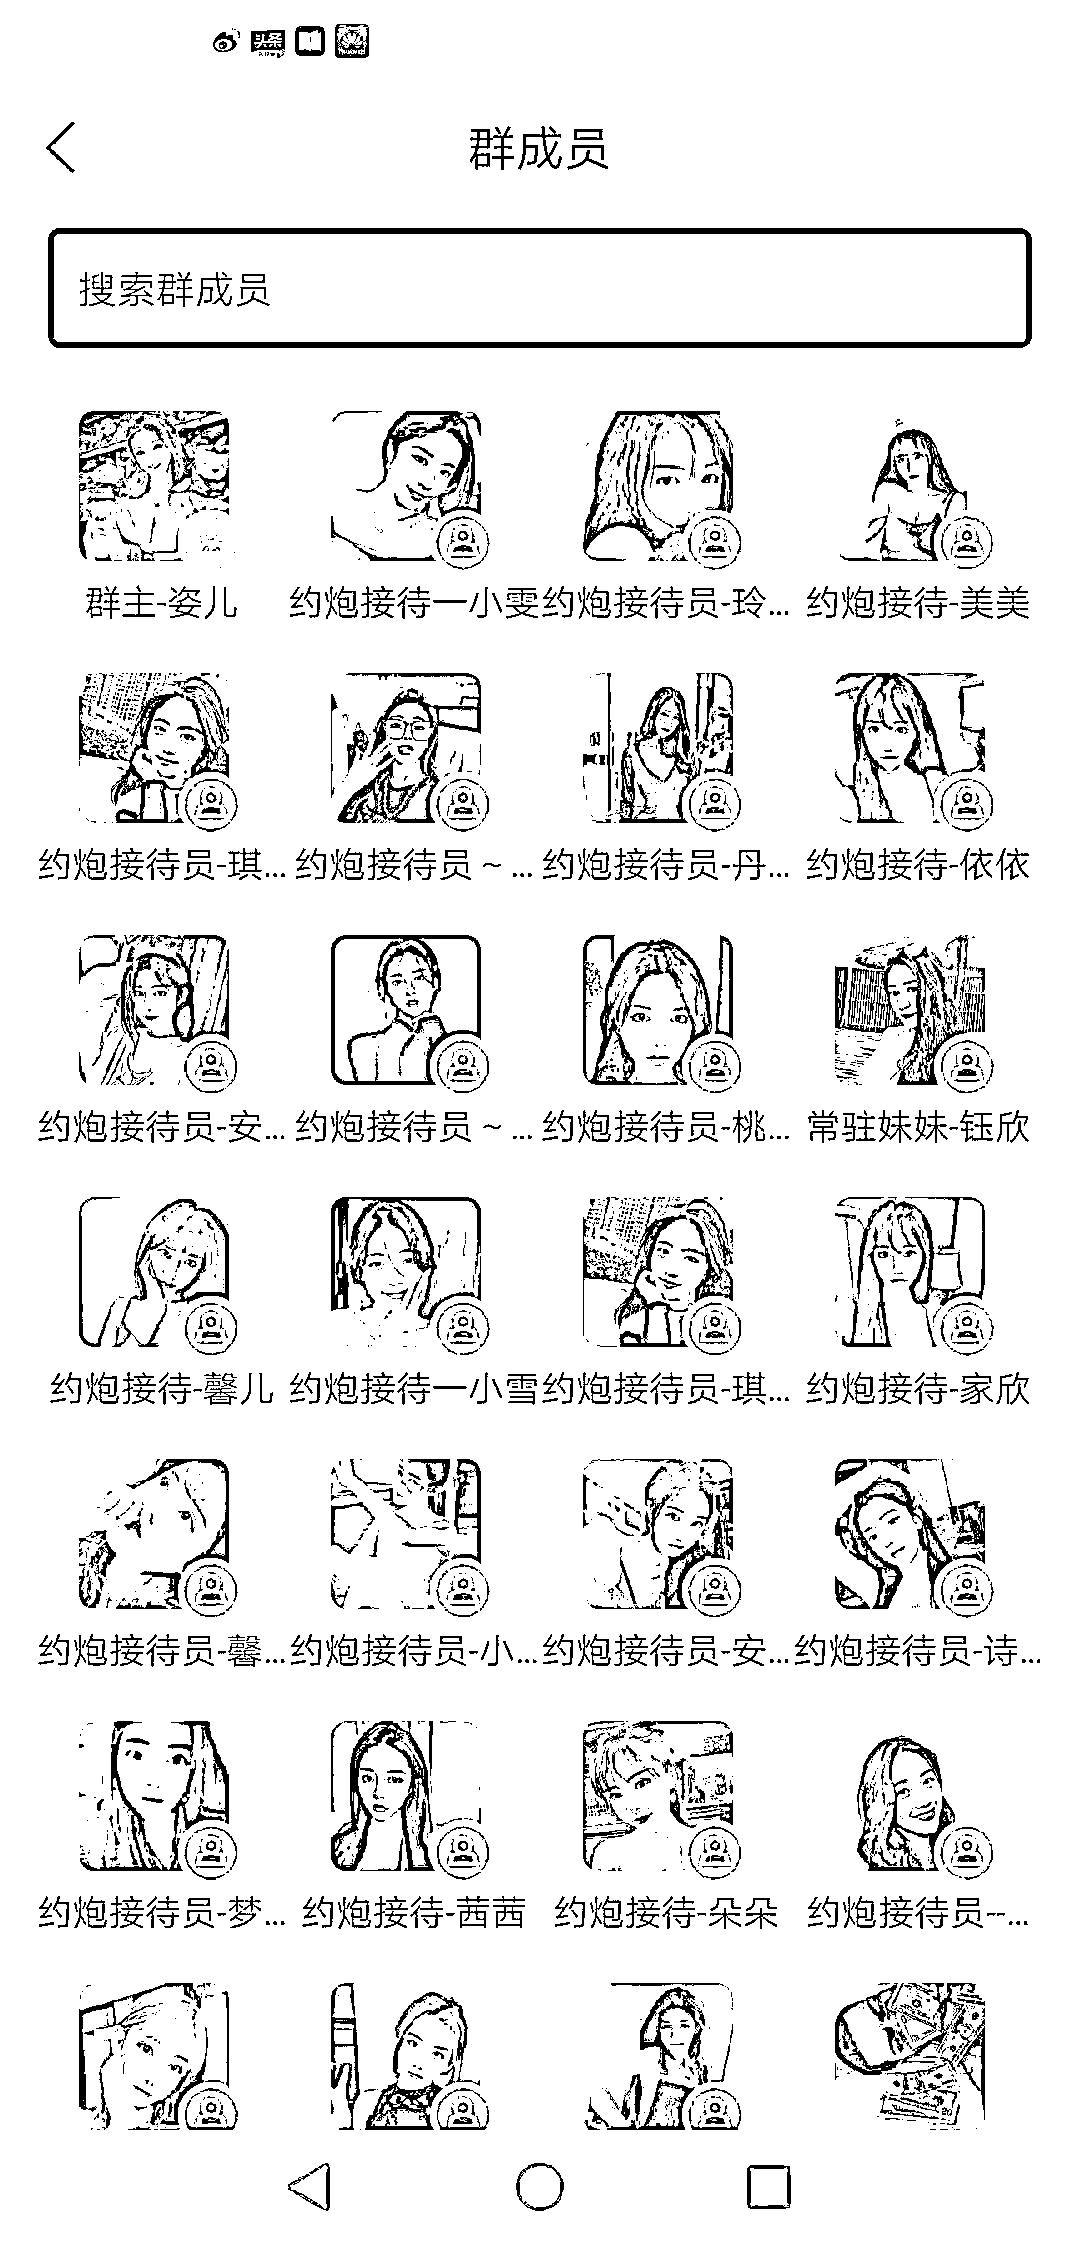 头条
群成员
搜索群成员
群主-姿儿 约炮接待一小雯 约炮接待员-玲... 约炮接待-美美
约炮接待员-琪... 约炮接待员 ~ ... 约炮接待员-丹... 约炮接待-依依
约炮接待员-安... 约炮接待员 ~ ... 约炮接待员-桃... 常驻妹妹-钰欣
约炮接待-馨儿 约炮接待一小雪 约炮接待员-琪... 约炮接待-家欣
约炮接待员-馨... 约炮接待员-小... 约炮接待员-安... 约炮接待员-诗...
约炮接待员-梦... 约炮接待-茜茜 约炮接待-朵朵 约炮接待员--...